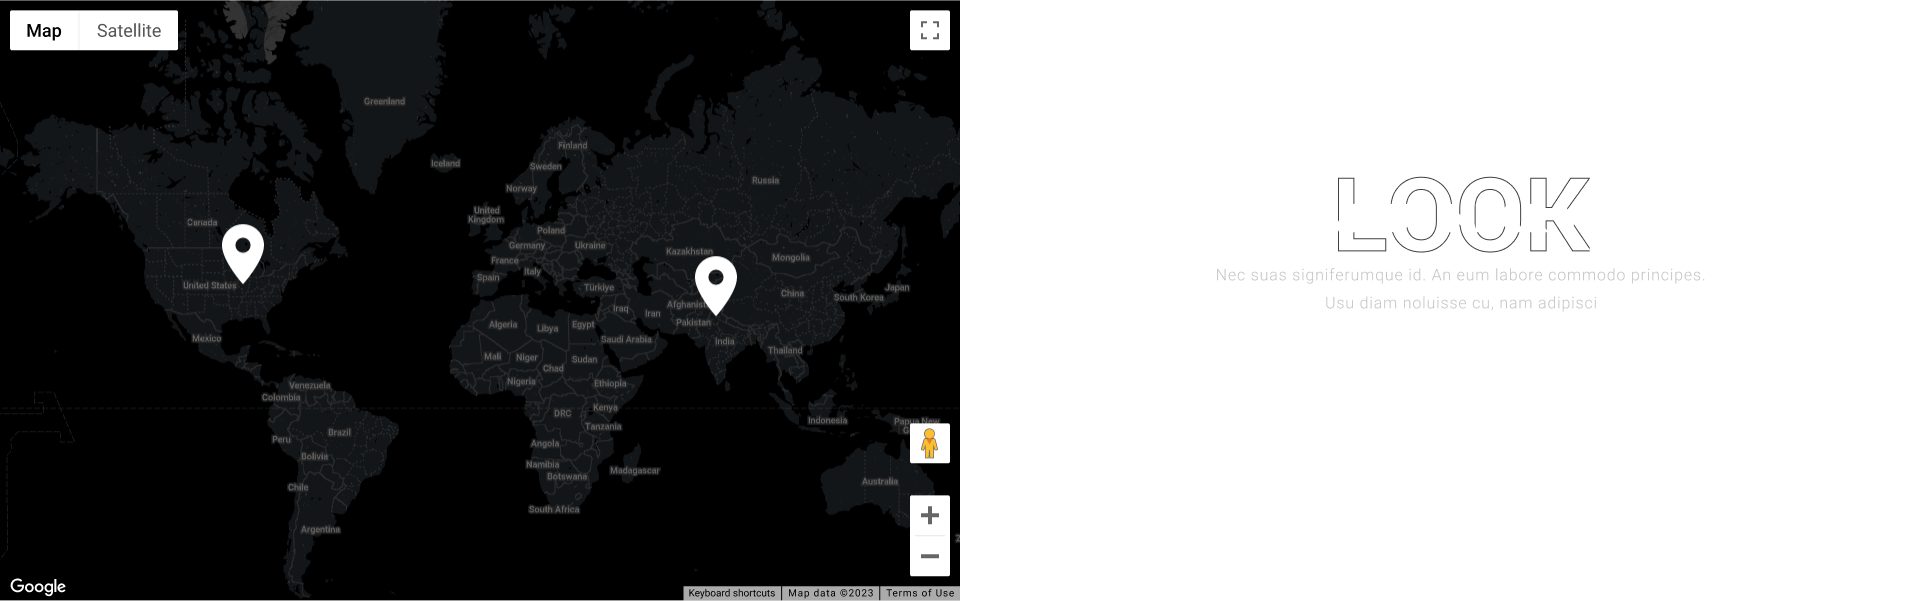 Map
Satellite
Greenland
Iceland
Finland
Sweden
Norway
Russia
United
Kingdom
Canada
Poland
Germany
Ukraine
Kazakhstan
Mongolia
France
Italy
Spain
United States
Türkiye
China
Japan
South Korea
Afghanist
Iraq
Iran
Pakistan
Algeria
Libya
Egypt
Mexico
Saudi Arabia
India
Thailand
Mali
Niger
Sudan
Chad
Nigeria
Ethiopia
Venezuela
Colombia
DRC
Kenya
Indonesia
Papua New
G
Tanzania
Peru
Brazil
Angola
Bolivia
Namibia
Botswana
Madagascar
Australia
Chile
South Africa
Argentina
2
Google
Keyboard shortcuts
Map data ©2023
Terms of Use
LOOK
Nec suas signiferumque id. An eum labore commodo principes.
Usu diam noluisse cu, nam adipisci